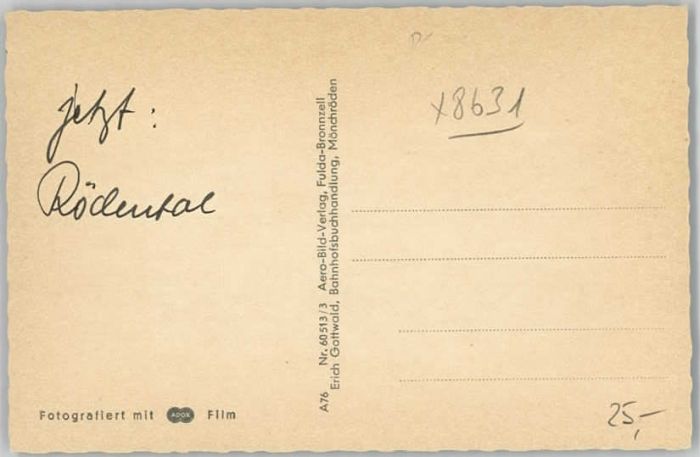 jetzt:
Rödental
Fotografiert mit ADOX Film
A76 Nr. 60513/3 Aero-Bild-Verlag, Fulda-Bronnzell
Erich Gottwald, Bahnhofsbuchhandlung, Mönchröden
x8631
25,-